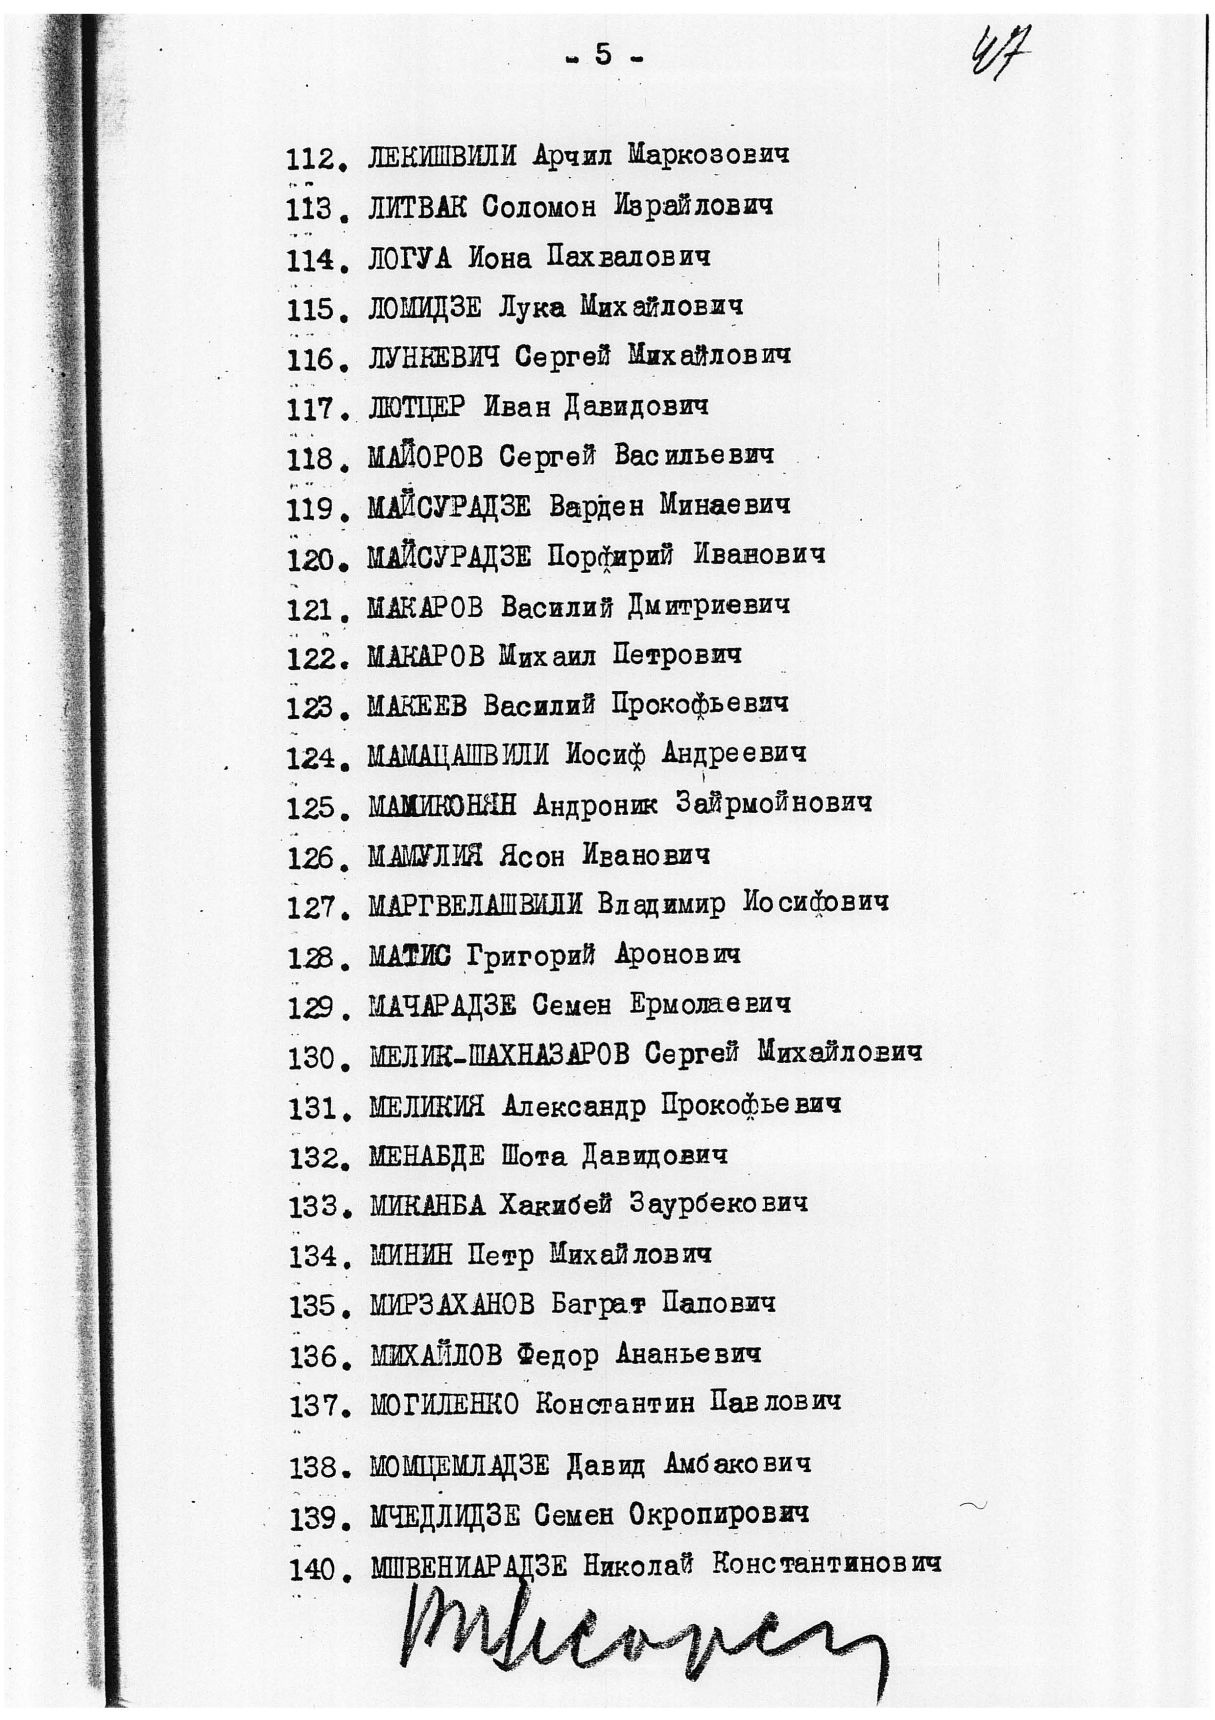 - 5 -
47
112. ЛЕКИШВИЛИ Арчил Маркозович
113. ЛИТВАК Соломон Израйлович
114. ЛОГУА Иона Пахвалович
115. ЛОМИДЗЕ Лука Михайлович
116. ЛУНКЕВИЧ Сергей Михайлович
117. ЛЮТЦЕР Иван Давидович
118. МАЙОРОВ Сергей Васильевич
119. МАЙСУРАДЗЕ Варден Минаевич
120. МАЙСУРАДЗЕ Порфирий Иванович
121. МАКАРОВ Василий Дмитриевич
122. МАКАРОВ Михаил Петрович
123. МАКЕЕВ Василий Прокофьевич
124. МАМАЦАШВИЛИ Иосиф Андреевич
125. МАМИКОНЯН Андроник Зайрмойнович
126. МАМУЛИЯ Ясон Иванович
127. МАРГВЕЛАШВИЛИ Владимир Иосифович
128. МАТИС Григорий Аронович
129. МАЧАРАДЗЕ Семен Ермолаевич
130. МЕЛИК-ШАХНАЗАРОВ Сергей Михайлович
131. МЕЛИКИЯ Александр Прокофьевич
132. МЕНАБДЕ Шота Давидович
133. МИКАНБА Хакибей Заурбекович
134. МИНИН Петр Михайлович
135. МИРЗАХАНОВ Баграт Папович
136. МИХАЙЛОВ Федор Ананьевич
137. МОГИЛЕНКО Константин Павлович
138. МОМЦЕМЛАДЗЕ Давид Амбакович
139. МЧЕДЛИДЗЕ Семен Окропирович
140. МШВЕНИАРАДЗЕ Николай Константинович